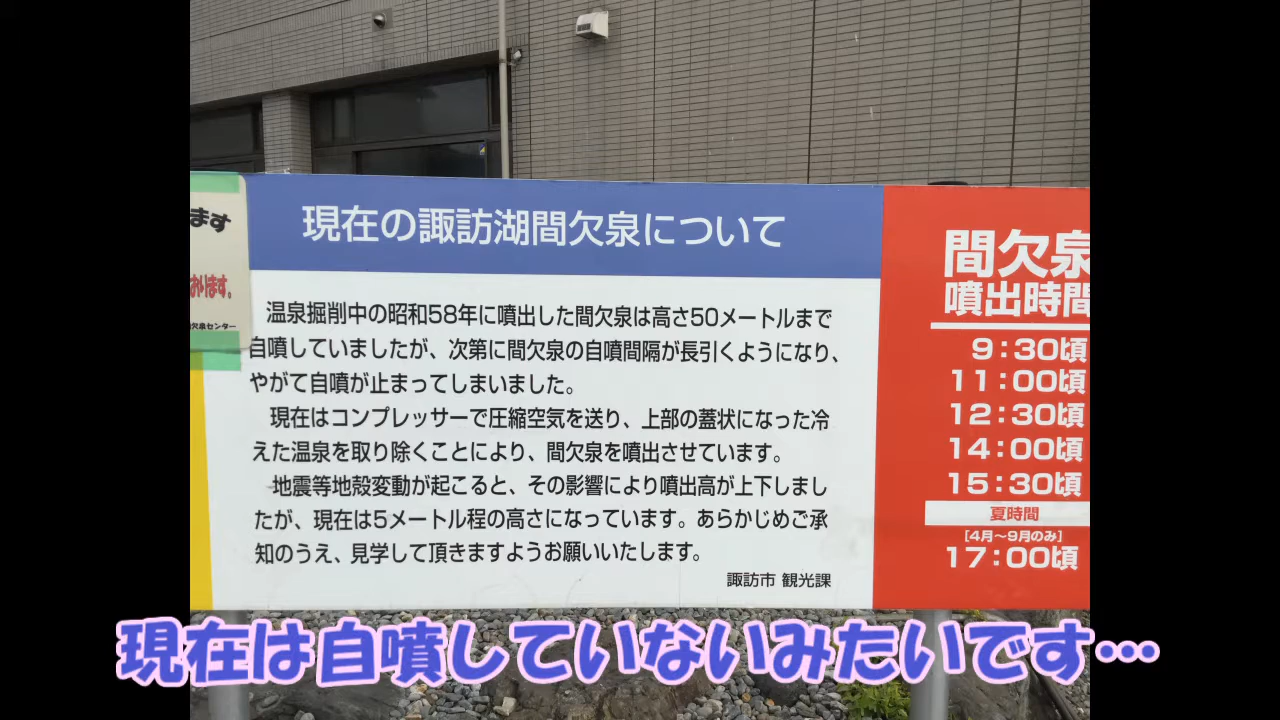 ます
おります。
欠泉センター
現在の諏訪湖間欠泉について
温泉掘削中の昭和58年に噴出した間欠泉は高さ50メートルまで
自噴していましたが、次第に間欠泉の自噴間隔が長引くようになり、
やがて自噴が止まってしまいました。
現在はコンプレッサーで圧縮空気を送り、上部の蓋状になった冷
えた温泉を取り除くことにより、間欠泉を噴出させています。
地震等地殻変動が起こると、その影響により噴出高が上下しまし
たが、現在は5メートル程の高さになっています。あらかじめご承
知のうえ、見学して頂きますようお願いいたします。
諏訪市 観光課
間欠泉
噴出時間
9:30頃
11:00頃
12:30頃
14:00頃
15:30頃
夏時間
[4月～9月のみ]
17:00頃
現在は自噴していないみたいです…